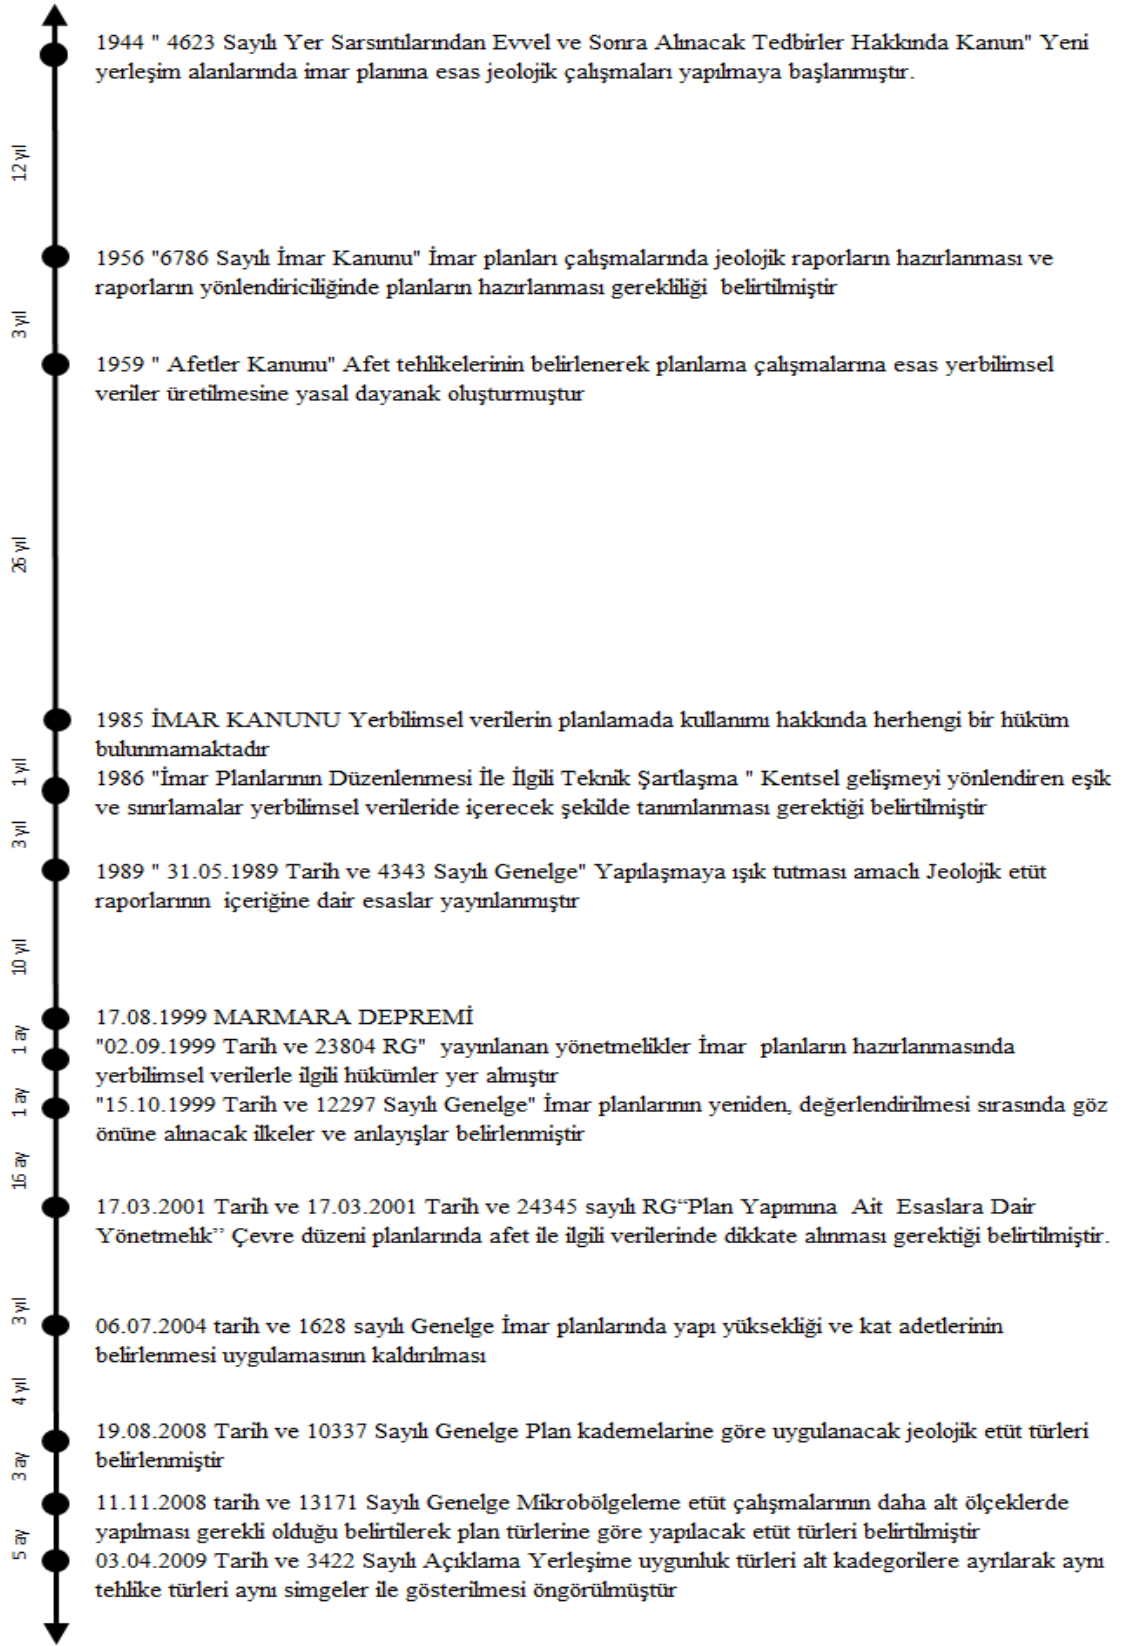 1944 " 4623 Sayılı Yer Sarsıntılarından Evvel ve Sonra Alınacak Tedbirler Hakkında Kanun" Yeni
yerleşim alanlarında imar planına esas jeolojik çalışmaları yapılmaya başlanmıştır.
12 yıl
1956 "6786 Sayılı İmar Kanunu" İmar planları çalışmalarında jeolojik raporların hazırlanması ve
raporların yönlendiriciliğinde planların hazırlanması gerekliliği belirtilmiştir
3 yıl
1959 " Afetler Kanunu" Afet tehlikelerinin belirlenerek planlama çalışmalarına esas yerbilimsel
veriler üretilmesine yasal dayanak oluşturmuştur
26 yıl
1985 İMAR KANUNU Yerbilimsel verilerin planlamada kullanımı hakkında herhengi bir hüküm
bulunmamaktadır
1 yıl
1986 "İmar Planlarının Düzenlenmesi İle İlgili Teknik Şartlaşma " Kentsel gelişmeyi yönlendiren eşik
ve sınırlamalar yerbilimsel verileride içerecek şekilde tanımlanması gerektiği belirtilmiştir
3 yıl
1989 " 31.05.1989 Tarih ve 4343 Sayılı Genelge" Yapılaşmaya ışık tutması amaclı Jeolojik etüt
raporlarının içeriğine dair esaslar yayınlanmıştır
10 yıl
17.08.1999 MARMARA DEPREMİ
1 ay
"02.09.1999 Tarih ve 23804 RG" yayınlanan yönetmelikler İmar planların hazırlanmasında
yerbilimsel verilerle ilgili hükümler yer almıştır
1 ay
"15.10.1999 Tarih ve 12297 Sayılı Genelge" İmar planlarının yeniden, değerlendirilmesi sırasında göz
önüne alınacak ilkeler ve anlayışlar belirlenmiştir
16 ay
17.03.2001 Tarih ve 17.03.2001 Tarih ve 24345 sayılı RG“Plan Yapımına Ait Esaslara Dair
Yönetmelık” Çevre düzeni planlarında afet ile ilgili verilerinde dikkate alınması gerektiği belirtilmiştir.
3 yıl
06.07.2004 tarih ve 1628 sayılı Genelge İmar planlarında yapı yüksekliği ve kat adetlerinin
belirlenmesi uygulamasının kaldırılması
4 yıl
19.08.2008 Tarih ve 10337 Sayılı Genelge Plan kademelarine göre uygulanacak jeolojik etüt türleri
belirlenmiştir
3 ay
11.11.2008 tarih ve 13171 Sayılı Genelge Mikrobölgeleme etüt çalışmalarının daha alt ölçeklerde
yapılması gerekli olduğu belirtilerek plan türlerine göre yapılacak etüt türleri belirtilmiştir
5 ay
03.04.2009 Tarih ve 3422 Sayılı Açıklama Yerleşime uygunluk türleri alt kadegorilere ayrılarak aynı
tehlike türleri aynı simgeler ile gösterilmesi öngörülmüştür